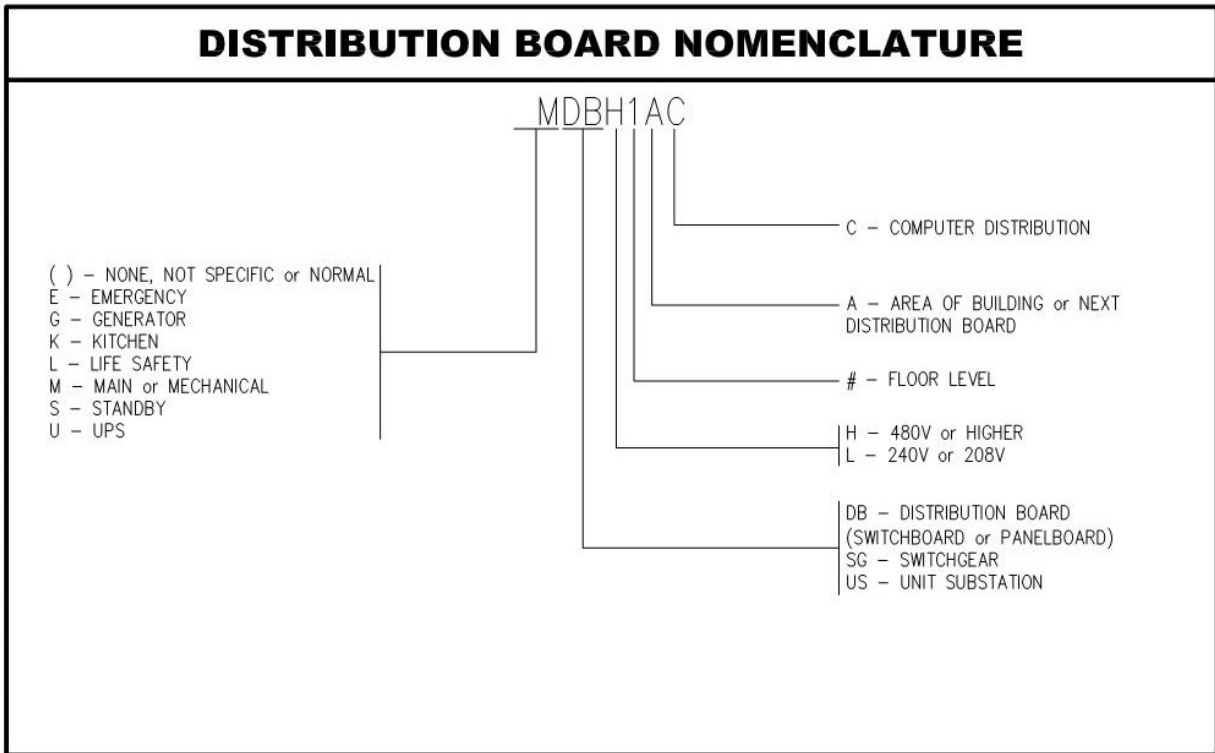 DISTRIBUTION BOARD NOMENCLATURE
MDBH1AC
C – COMPUTER DISTRIBUTION
( ) – NONE, NOT SPECIFIC or NORMAL
E – EMERGENCY
G – GENERATOR
K – KITCHEN
L – LIFE SAFETY
M – MAIN or MECHANICAL
S – STANDBY
U – UPS
A – AREA OF BUILDING or NEXT
DISTRIBUTION BOARD
# – FLOOR LEVEL
H – 480V or HIGHER
L – 240V or 208V
DB – DISTRIBUTION BOARD
(SWITCHBOARD or PANELBOARD)
SG – SWITCHGEAR
US – UNIT SUBSTATION